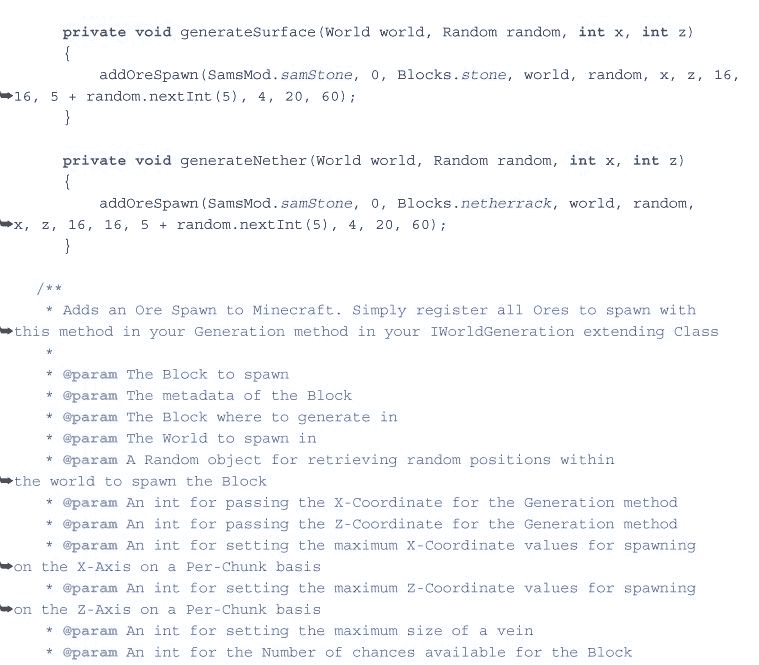 private void generateSurface(World world, Random random, int x, int z)
{
addOreSpawn(SamsMod.samStone, 0, Blocks.stone, world, random, x, z, 16,
➥16, 5 + random.nextInt(5), 4, 20, 60);
}
private void generateNether(World world, Random random, int x, int z)
{
addOreSpawn(SamsMod.samStone, 0, Blocks.netherrack, world, random,
➥x, z, 16, 16, 5 + random.nextInt(5), 4, 20, 60);
}
/**
* Adds an Ore Spawn to Minecraft. Simply register all Ores to spawn with
➥this method in your Generation method in your IWorldGeneration extending Class
*
* @param The Block to spawn
* @param The metadata of the Block
* @param The Block where to generate in
* @param The World to spawn in
* @param A Random object for retrieving random positions within
➥the world to spawn the Block
* @param An int for passing the X-Coordinate for the Generation method
* @param An int for passing the Z-Coordinate for the Generation method
* @param An int for setting the maximum X-Coordinate values for spawning
➥on the X-Axis on a Per-Chunk basis
* @param An int for setting the maximum Z-Coordinate values for spawning
➥on the Z-Axis on a Per-Chunk basis
* @param An int for setting the maximum size of a vein
* @param An int for the Number of chances available for the Block